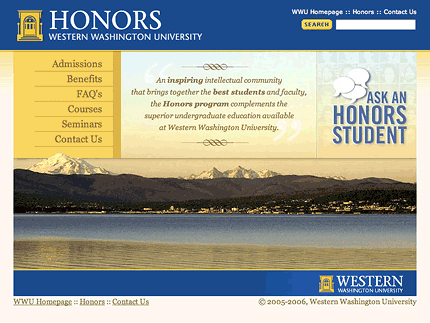 HONORS
WESTERN WASHINGTON UNIVERSITY
WWU Homepage :: Honors :: Contact Us
SEARCH
Admissions
Benefits
FAQ's
Courses
Seminars
Contact Us
An inspiring intellectual community
that brings together the best students and faculty,
the Honors program complements the
superior undergraduate education available
at Western Washington University.
ASK AN
HONORS
STUDENT
WESTERN
WASHINGTON UNIVERSITY
WWU Homepage :: Honors :: Contact Us
© 2005-2006, Western Washington University